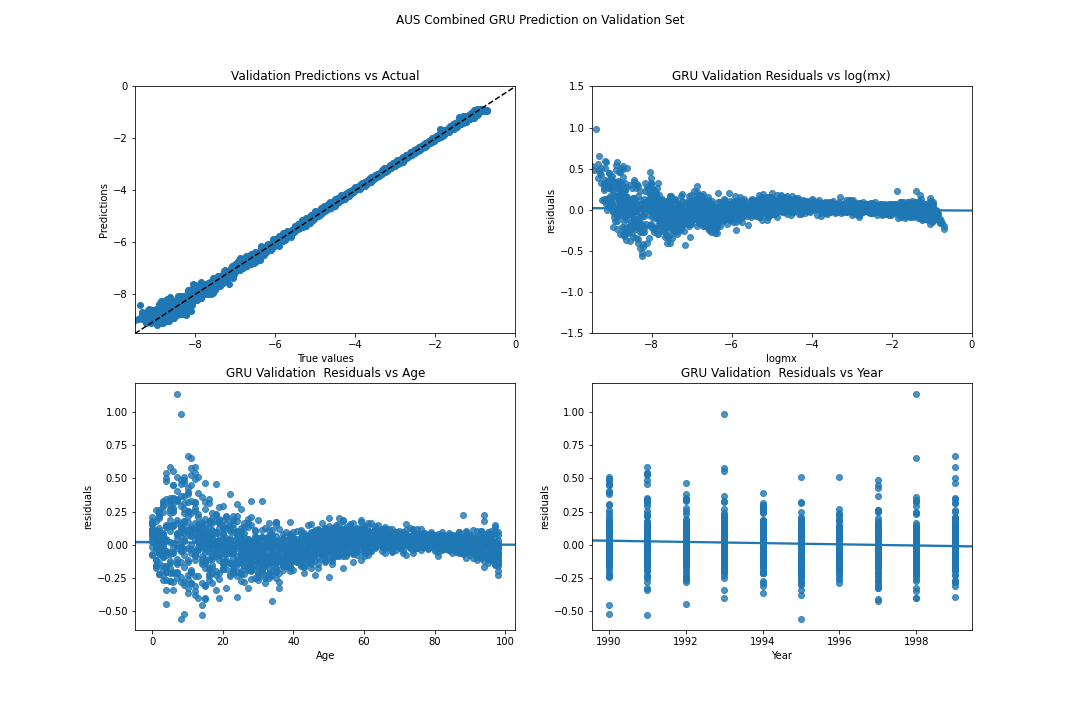 AUS Combined GRU Prediction on Validation Set
Validation Predictions vs Actual
0
−2
−4
−6
−8
Predictions
−8 −6 −4 −2 0
True values
GRU Validation Residuals vs log(mx)
1.5
1.0
0.5
0.0
−0.5
−1.0
−1.5
residuals
−8 −6 −4 −2 0
logmx
GRU Validation  Residuals vs Age
1.00
0.75
0.50
0.25
0.00
−0.25
−0.50
residuals
0 20 40 60 80 100
Age
GRU Validation  Residuals vs Year
1.00
0.75
0.50
0.25
0.00
−0.25
−0.50
residuals
1990 1992 1994 1996 1998
Year